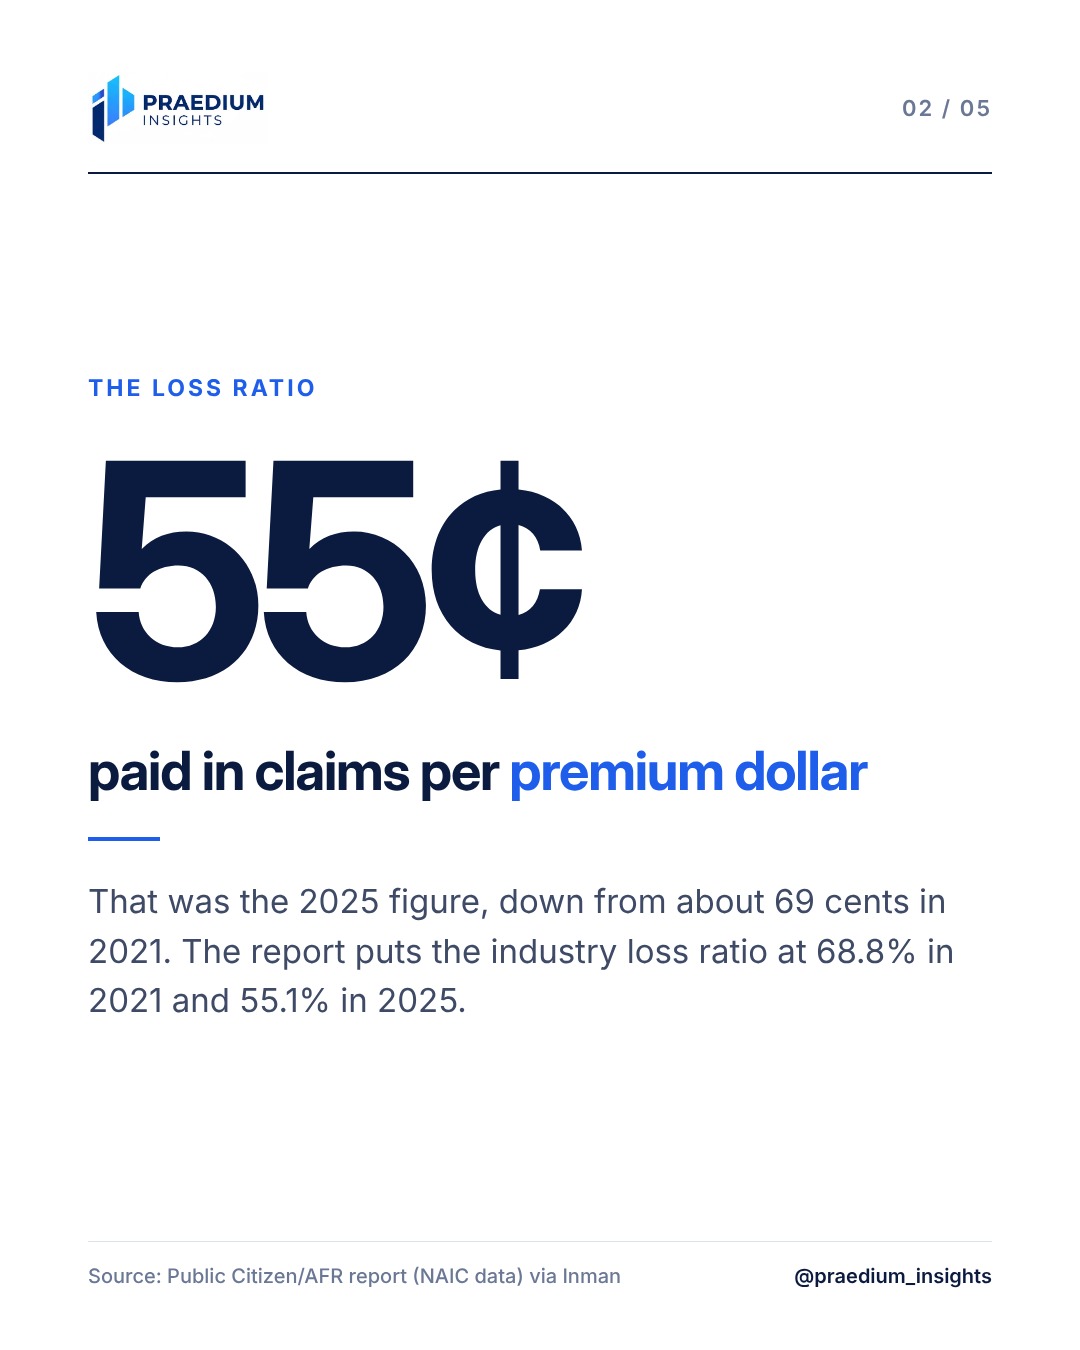 PRAEDIUM
INSIGHTS
02 / 05
THE LOSS RATIO
55¢
paid in claims per premium dollar
That was the 2025 figure, down from about 69 cents in
2021. The report puts the industry loss ratio at 68.8% in
2021 and 55.1% in 2025.
Source: Public Citizen/AFR report (NAIC data) via Inman
@praedium_insights